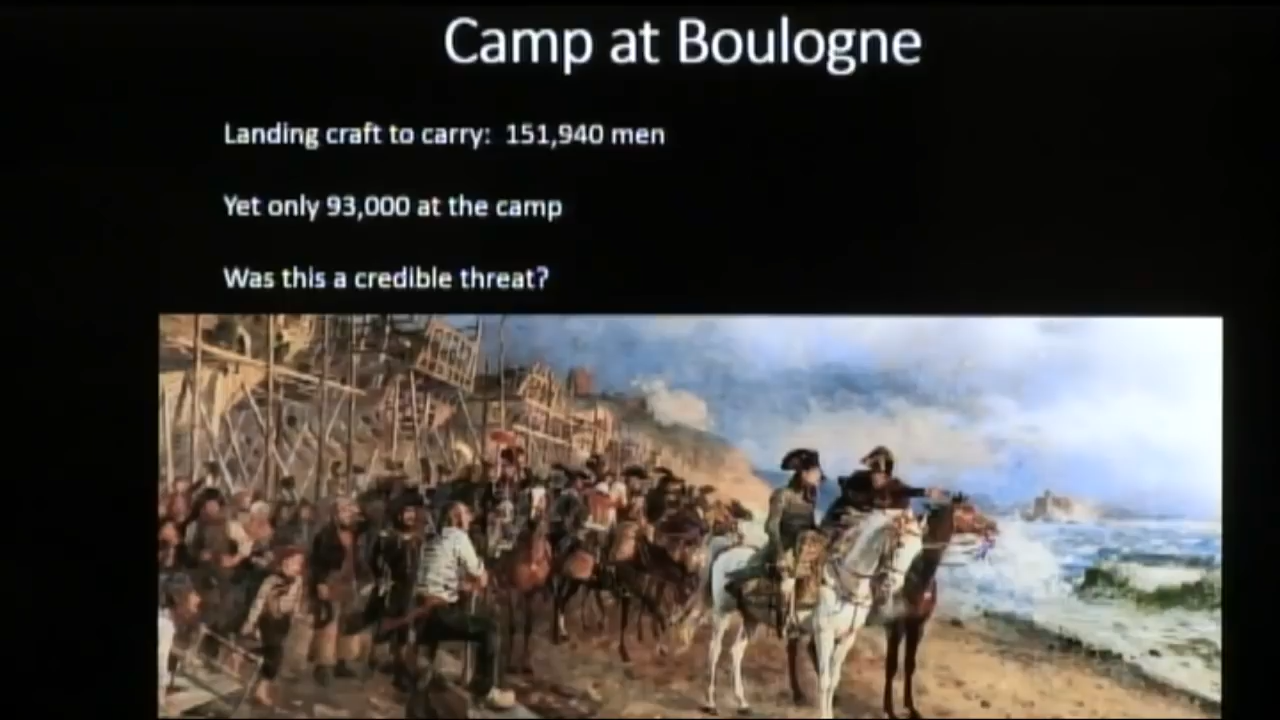 Camp at Boulogne
Landing craft to carry: 151,940 men
Yet only 93,000 at the camp
Was this a credible threat?